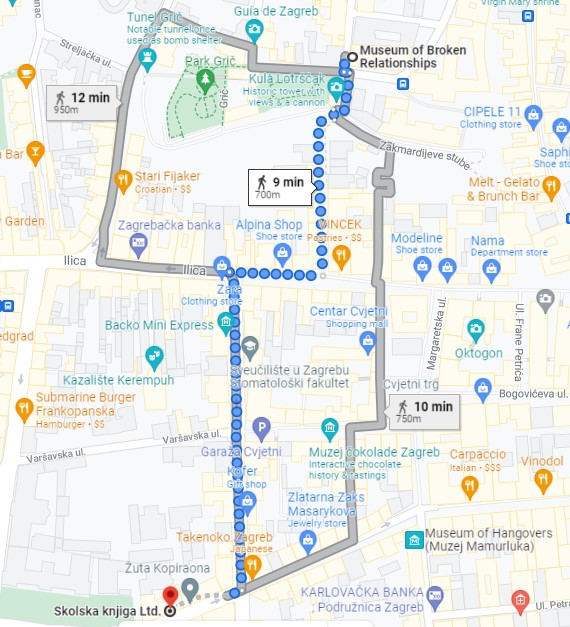 Tunel Grič
Notable tunnel once
used as bomb shelter
Guía de Zagreb
Virgin Mary shrine
Streljačka ul.
Museum of Broken
Relationships
Park Grič
Grič
Kula Lotrščak
Historic tower with
views & a cannon
12 min
950m
CIPELE 11
Clothing store
Bar
Zakmardijeve stube
Saphi
Stari Fijaker
Croatian • $$
9 min
700m
Melt - Gelato
& Brunch Bar
Garden
Zagrebačka banka
Alpina Shop
Shoe store
VINCEK
Pastries • $$
Modeline
Shoe store
Nama
Department store
Ilica
Ilica
Zara
Clothing store
Centar Cvjetni
Shopping mall
Backo Mini Express
Margaretska ul.
Ul. Frane Petrića
Oktogon
Kazalište Kerempuh
Sveučilište u Zagrebu
Stomatološki fakultet
Cvjetni trg
Bogovićeva ul.
Submarine Burger
Frankopanska
Hamburger • $$
10 min
750m
Varšavska ul.
Varšavska ul.
Garaža Cvjetni
Muzej čokolade Zagreb
Interactive chocolate
history & tastings
Carpaccio
Italian • $$$
Vinodol
$$
Kofer
Gift shop
Zlatarna Zaks
Masarykova
Jewelry store
Takenoko Zagreb
Japanese
Museum of Hangovers
(Muzej Mamurluka)
Žuta Kopiraona
Skolska knjiga Ltd.
KARLOVAČKA BANKA
Podružnica Zagreb
Ul. Petra